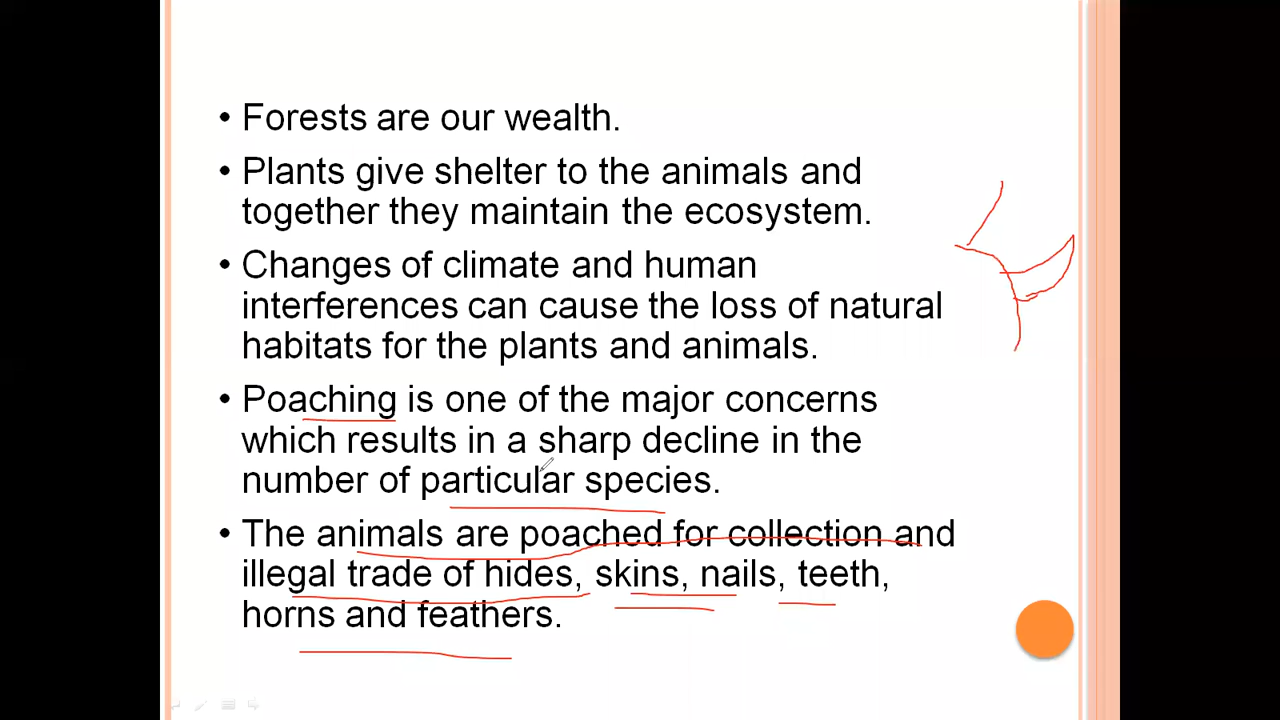 • Forests are our wealth.
• Plants give shelter to the animals and
together they maintain the ecosystem.
• Changes of climate and human
interferences can cause the loss of natural
habitats for the plants and animals.
• Poaching is one of the major concerns
which results in a sharp decline in the
number of particular species.
• The animals are poached for collection and
illegal trade of hides, skins, nails, teeth,
horns and feathers.